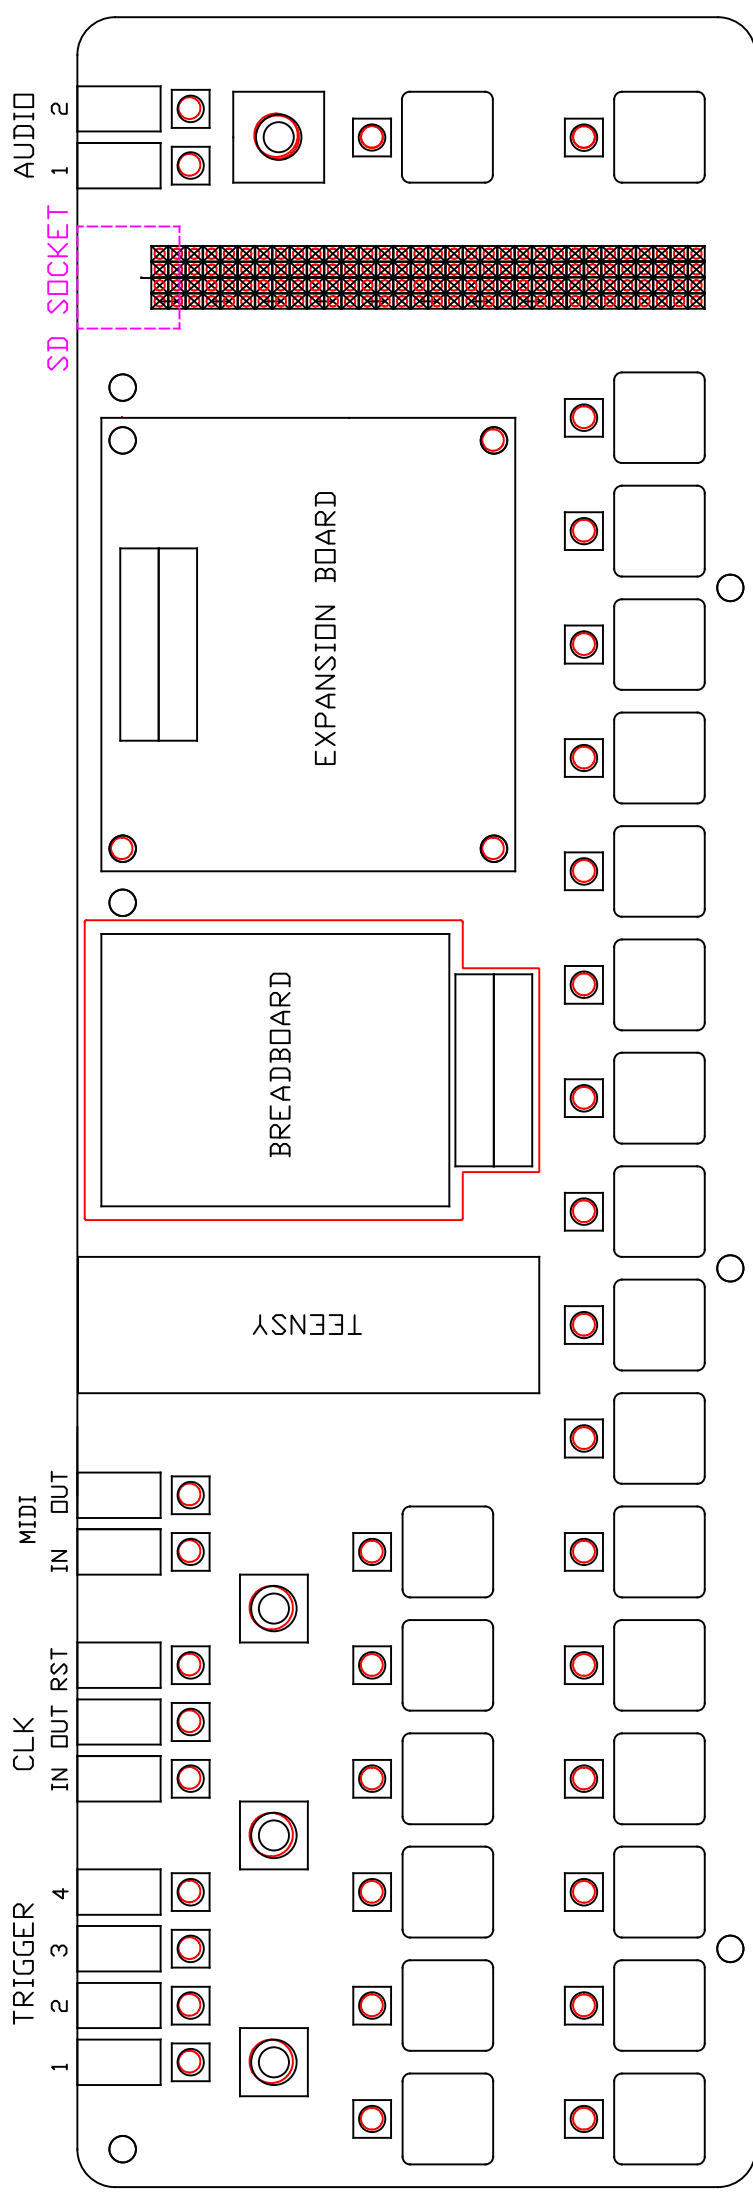 AUDIO
2
1
SD SOCKET
EXPANSION BOARD
BREADBOARD
TEENSY
MIDI
OUT
IN
CLK
RST
OUT
IN
TRIGGER
4
3
2
1